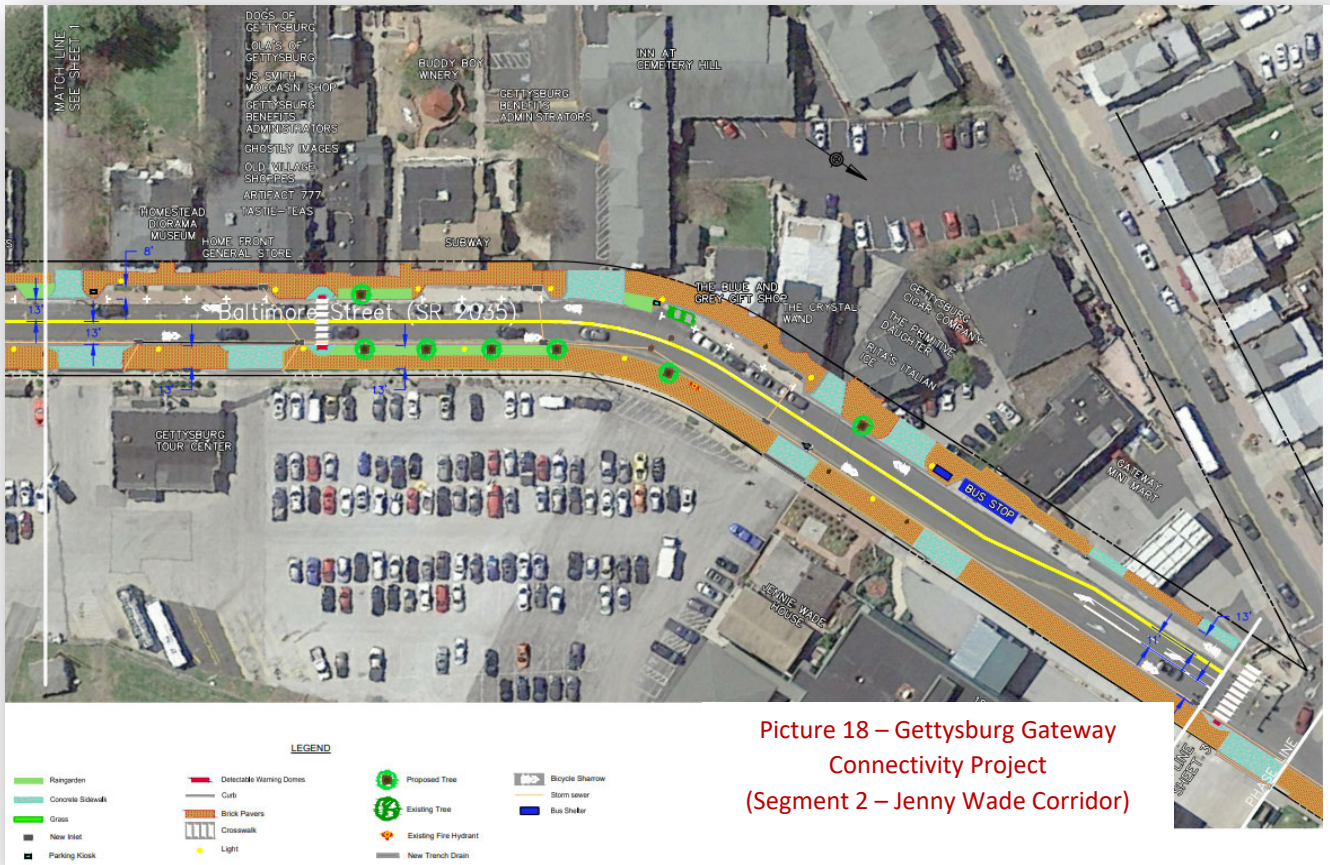 MATCH LINE
SEE SHEET 1
DOGS OF
GETTYSBURG
LOLA'S OF
GETTYSBURG
JS SMITH
MOCCASIN SHOP
GETTYSBURG
BENEFITS
ADMINISTRATORS
GHOSTLY IMAGES
OLD VILLAGE
SHOPPES
ARTIFACT 777
TASTIE-TEAS
HOMESTEAD
DIORAMA
MUSEUM
HOME FRONT
GENERAL STORE
BUDDY BOY
WINERY
GETTYSBURG
BENEFITS
ADMINISTRATORS
SUBWAY
INN AT
CEMETERY HILL
8'
13'
13'
Baltimore Street (SR 2035)
13'
13'
THE BLUE AND
GREY GIFT SHOP
THE CRYSTAL
WAND
GETTYSBURG
CIGAR COMPANY
THE PRIMITIVE
DAUGHTER
RITA'S ITALIAN
ICE
GETTYSBURG
TOUR CENTER
BUS STOP
GATEWAY
MINI MART
JENNIE WADE
HOUSE
11'
13'
LINE
SHEET 3
PHASE LINE
Picture 18 – Gettysburg Gateway
Connectivity Project
(Segment 2 – Jenny Wade Corridor)
LEGEND
Raingarden
Concrete Sidewalk
Grass
New Inlet
Parking Kiosk
Detectable Warning Domes
Curb
Brick Pavers
Crosswalk
Light
Proposed Tree
Existing Tree
Existing Fire Hydrant
New Trench Drain
Bicycle Sharrow
Storm sewer
Bus Shelter